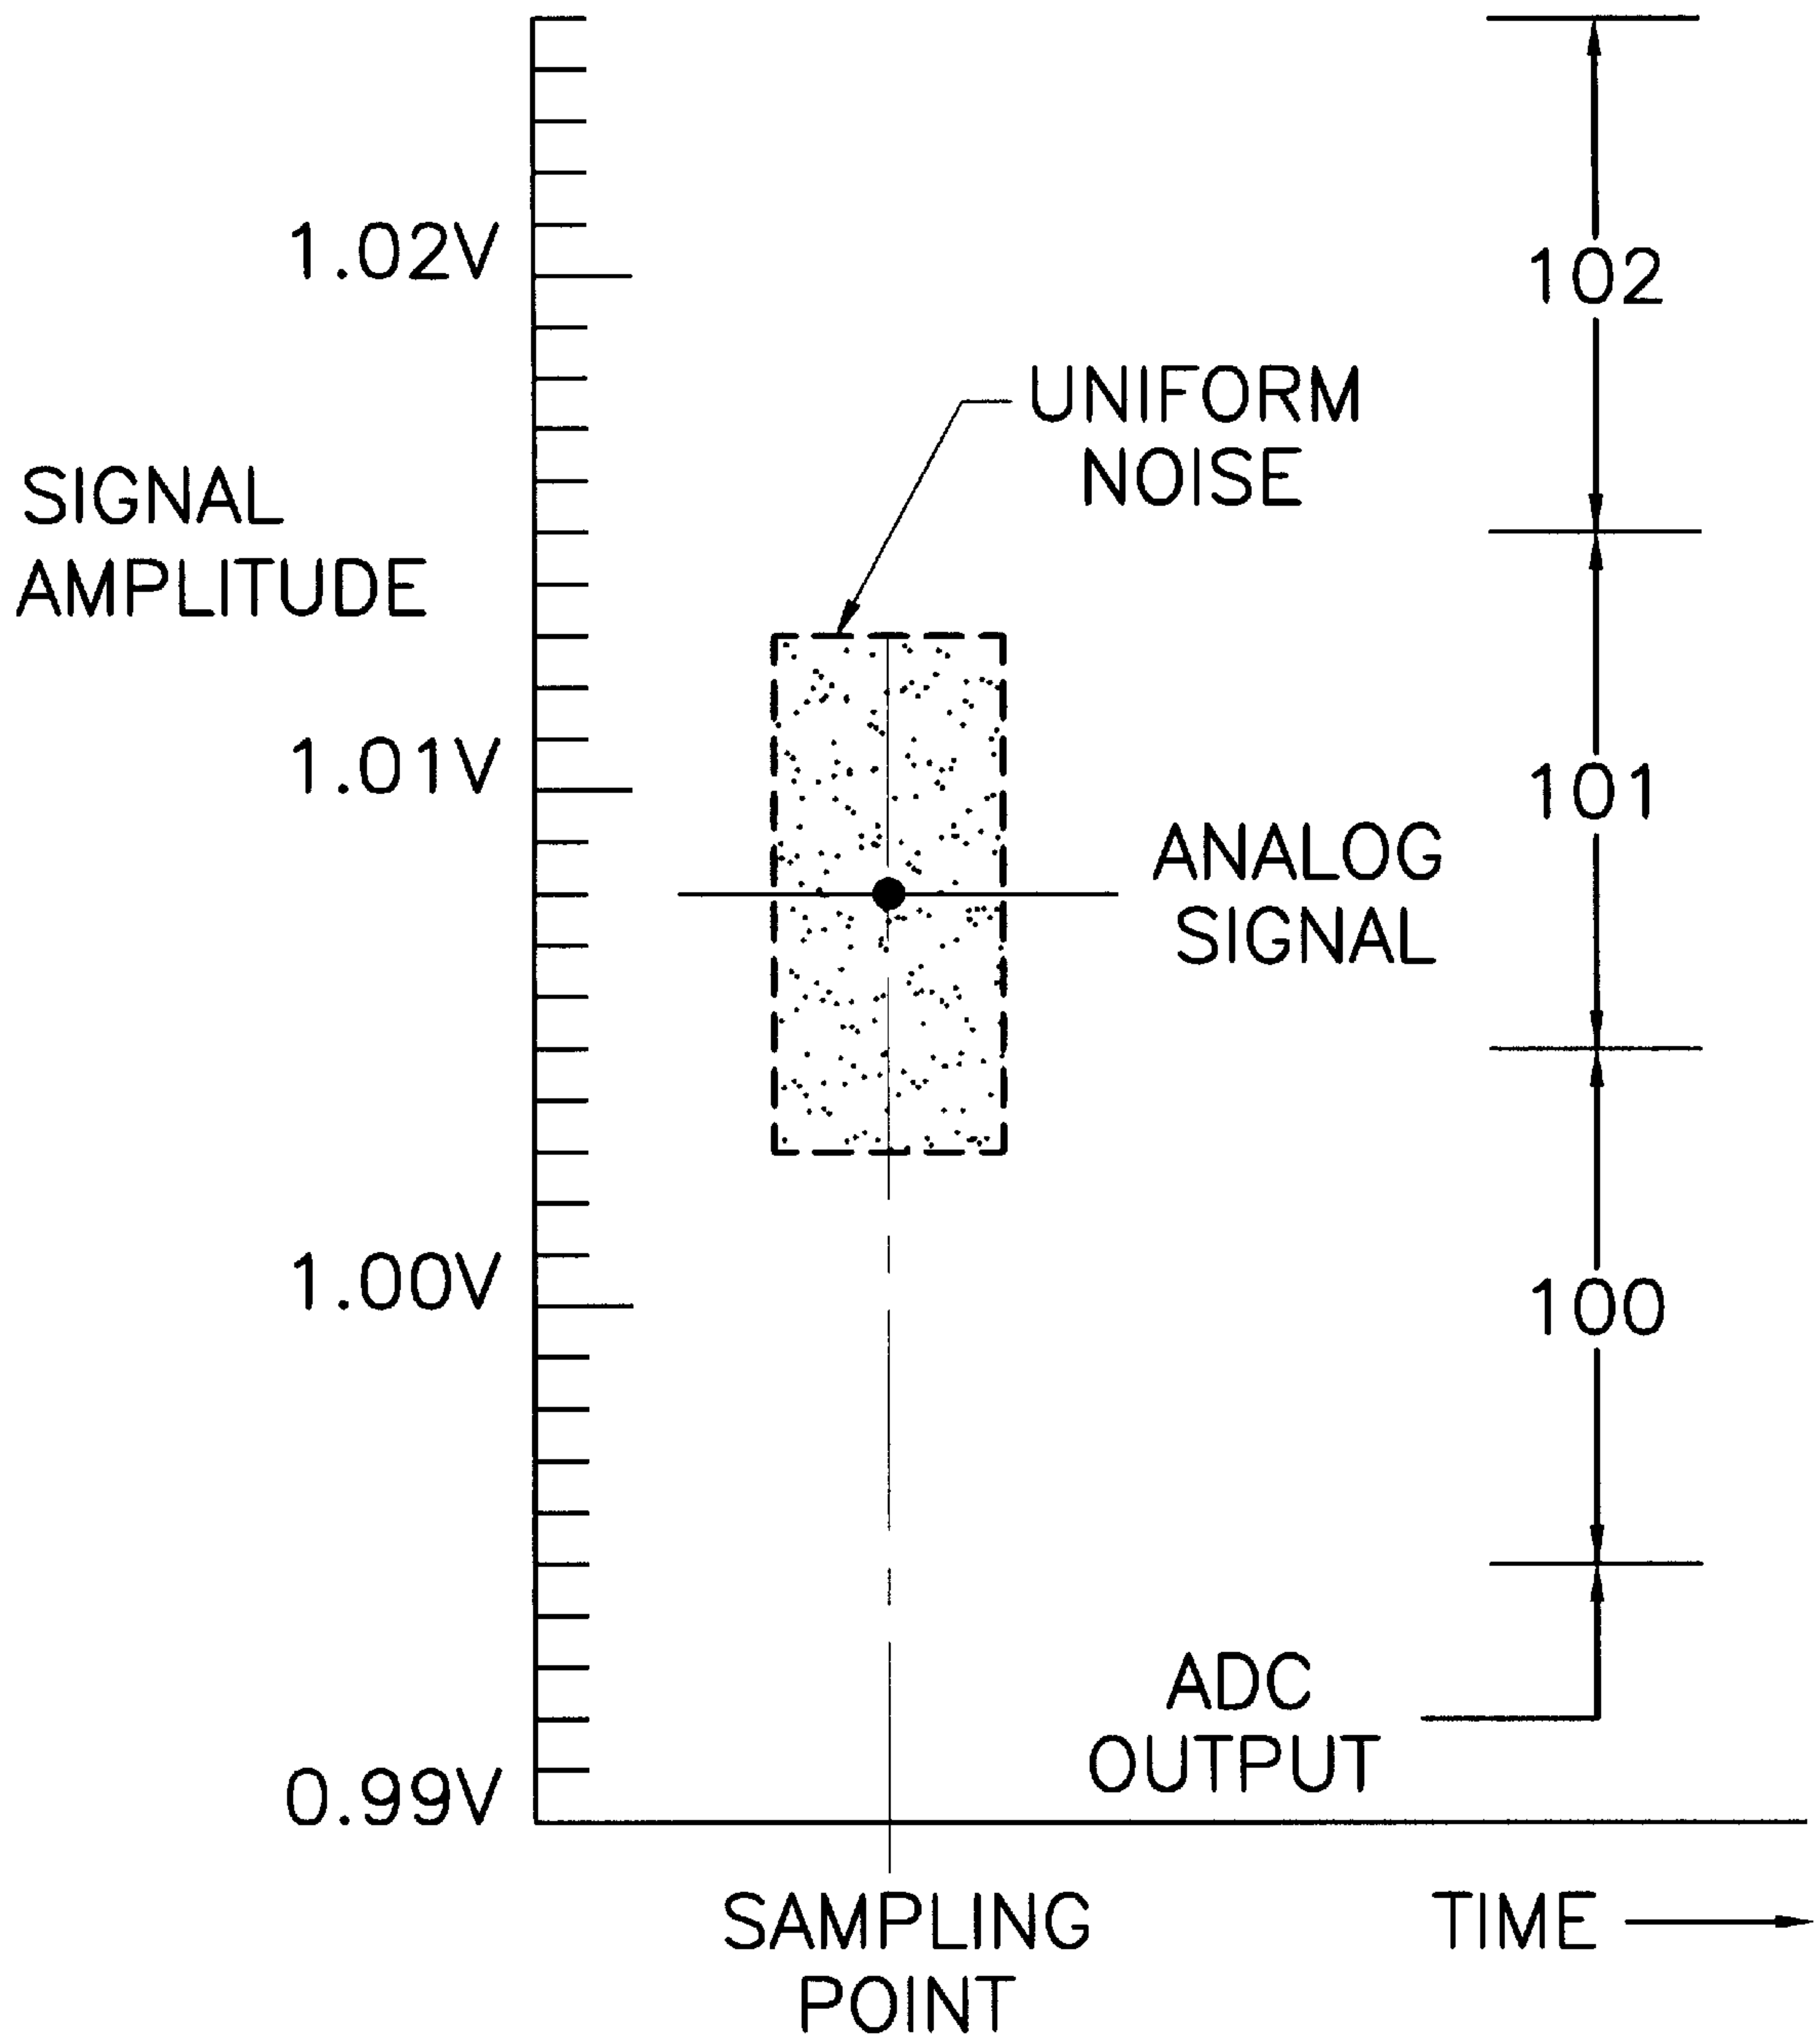 1.02V
102
UNIFORM
NOISE
SIGNAL
AMPLITUDE
1.01V
101
ANALOG
SIGNAL
1.00V
100
ADC
OUTPUT
0.99V
SAMPLING
POINT
TIME